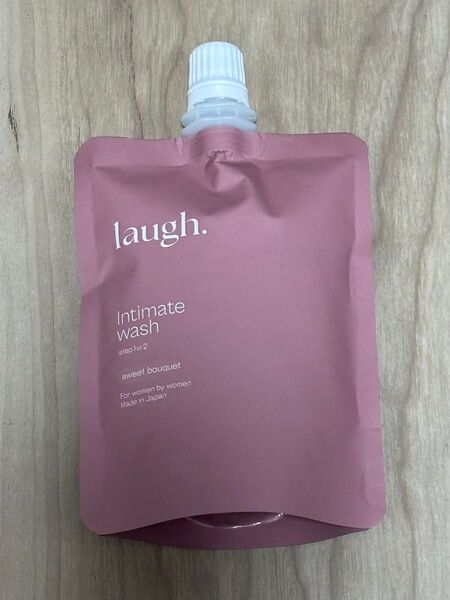 laugh.
Intimate
wash
step 1 of 2
sweet bouquet
For women by women
Made in Japan